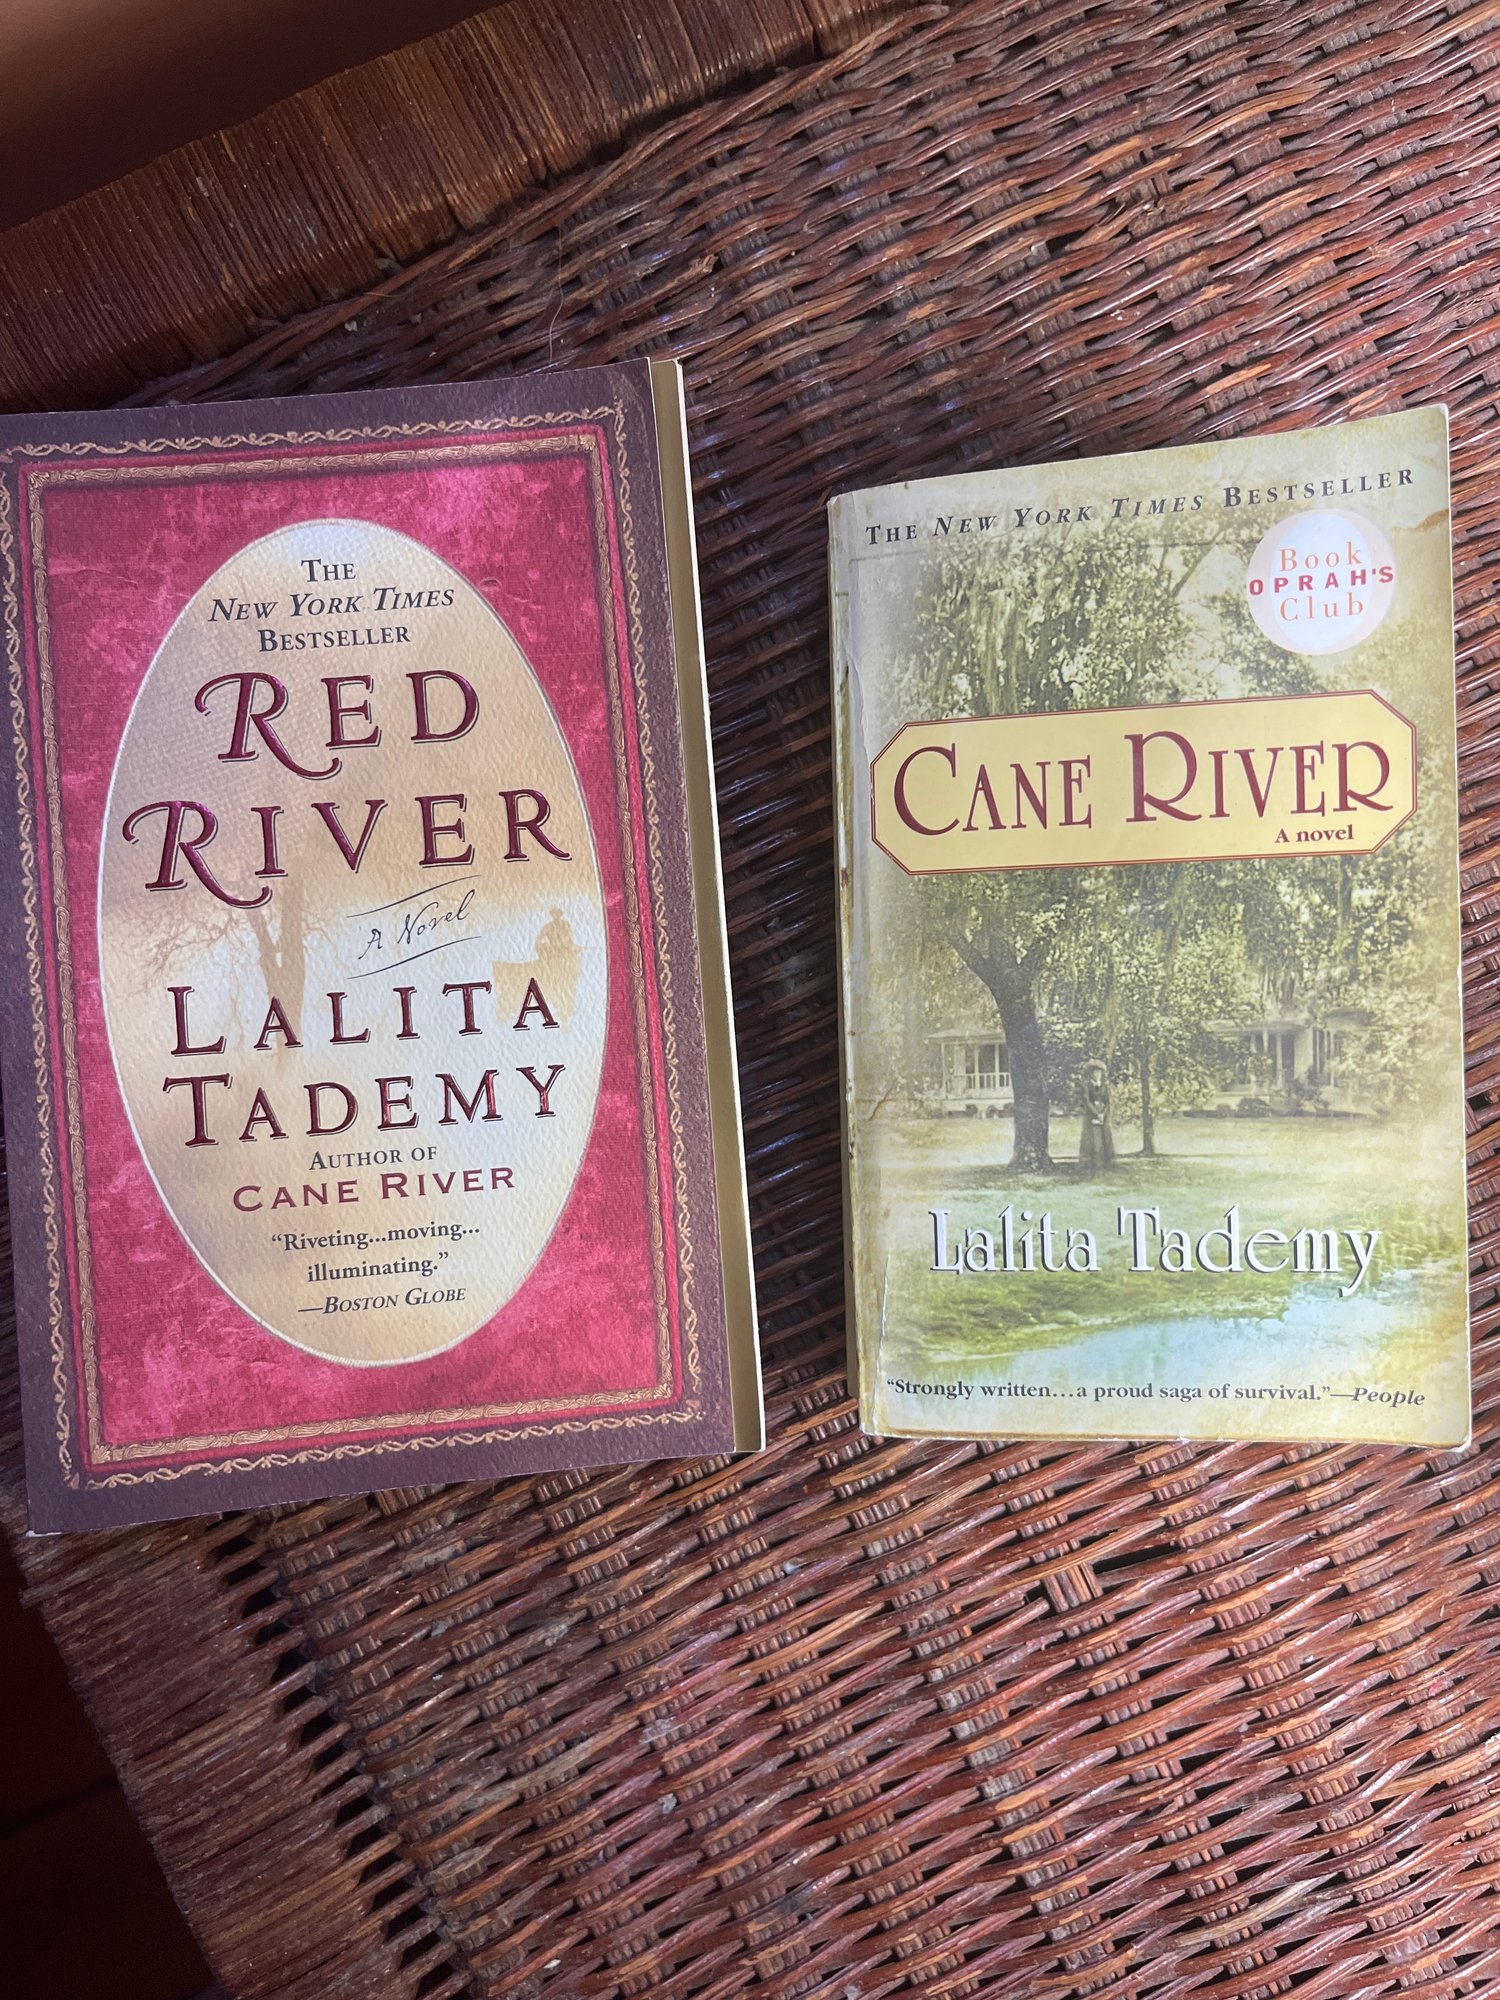 THE
NEW YORK TIMES
BESTSELLER
RED
RIVER
A Novel
LALITA
TADEMY
AUTHOR OF
CANE RIVER
“Riveting...moving...
illuminating.”
—BOSTON GLOBE
THE NEW YORK TIMES BESTSELLER
Book
OPRAH'S
Club
CANE RIVER
A novel
Lalita Tademy
“Strongly written...a proud saga of survival.”—People